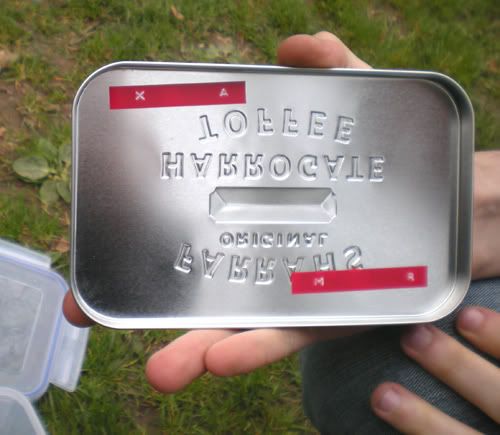 X A
FARRAHS
ORIGINAL
HARROGATE
TOFFEE
M R